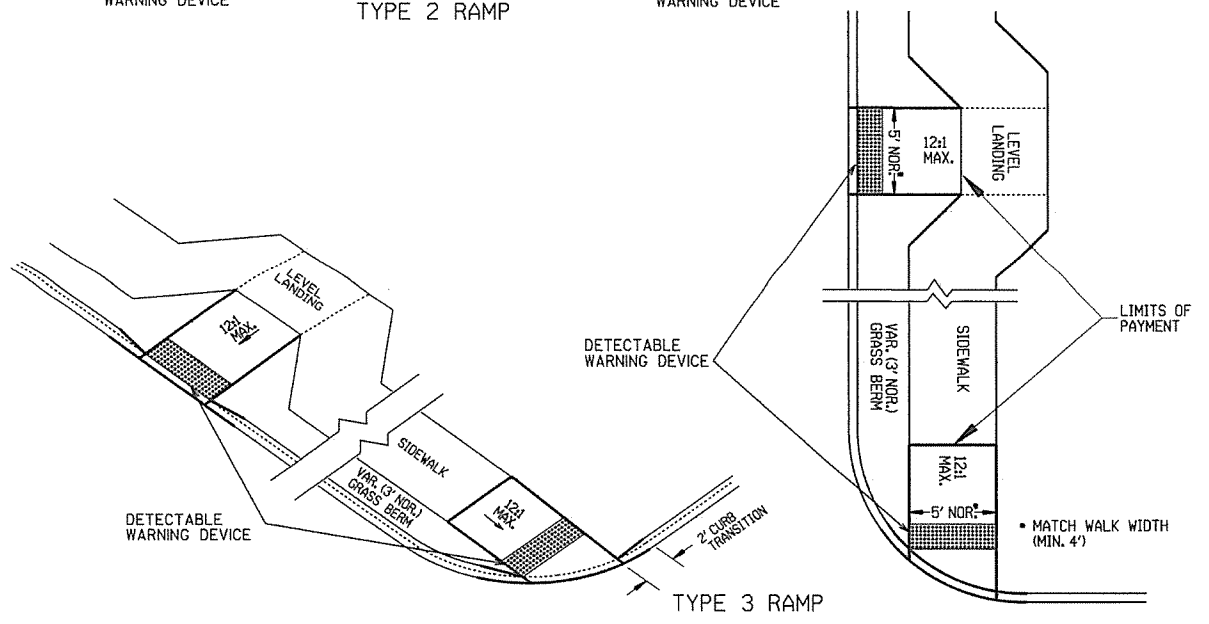 WARNING DEVICE
TYPE 2 RAMP
WARNING DEVICE
LEVEL
LANDING
12:1
MAX.
DETECTABLE
WARNING DEVICE
SIDEWALK
VAR. (3' NOR.)
GRASS BERM
12:1
MAX.
2' CURB
TRANSITION
TYPE 3 RAMP
5' NOR.*
12:1
MAX.
LEVEL
LANDING
DETECTABLE
WARNING DEVICE
VAR. (3' NOR.)
GRASS BERM
SIDEWALK
LIMITS OF
PAYMENT
12:1
MAX.
5' NOR.*
* MATCH WALK WIDTH
(MIN. 4')